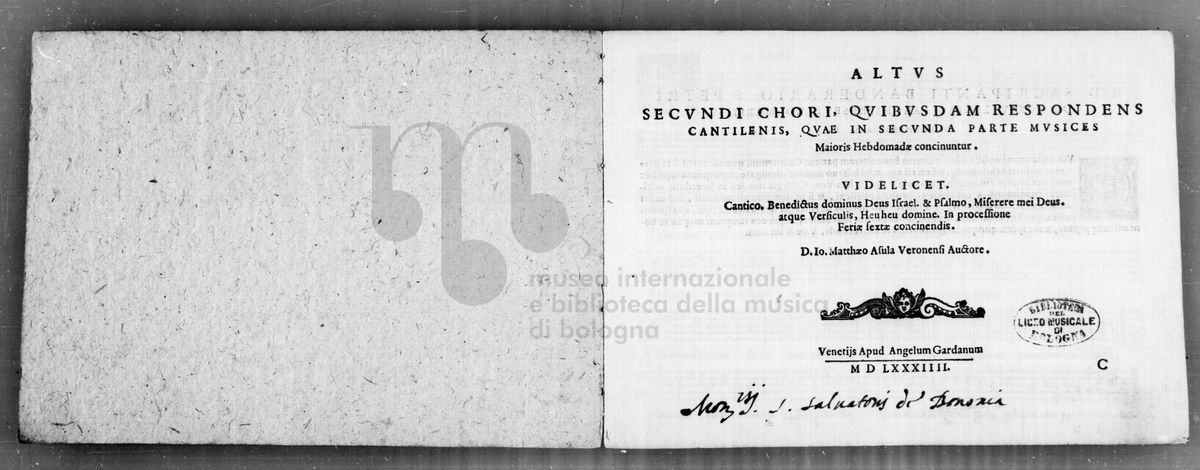 ALTVS
SECVNDI CHORI, QVIBVSDAM RESPONDENS
CANTILENIS, QVAE IN SECVNDA PARTE MVSICES
Maioris Hebdomadæ concinuntur.
VIDELICET.
Cantico. Benedictus dominus Deus Iſrael. & Pſalmo, Miſerere mei Deus.
atque Verſiculis, Heu heu domine. In proceſſione
Feriæ ſextæ concinendis.
D. Io. Matthæo Aſula Veronenſi Auctore.
museo internazionale
e biblioteca della musica
di bologna
BIBLIOTECA
DEL
LICEO MUSICALE
DI
BOLOGNA
Venetijs Apud Angelum Gardanum
M D LXXXIIII.
C
Monrij. S. Saluatoris de Bononia